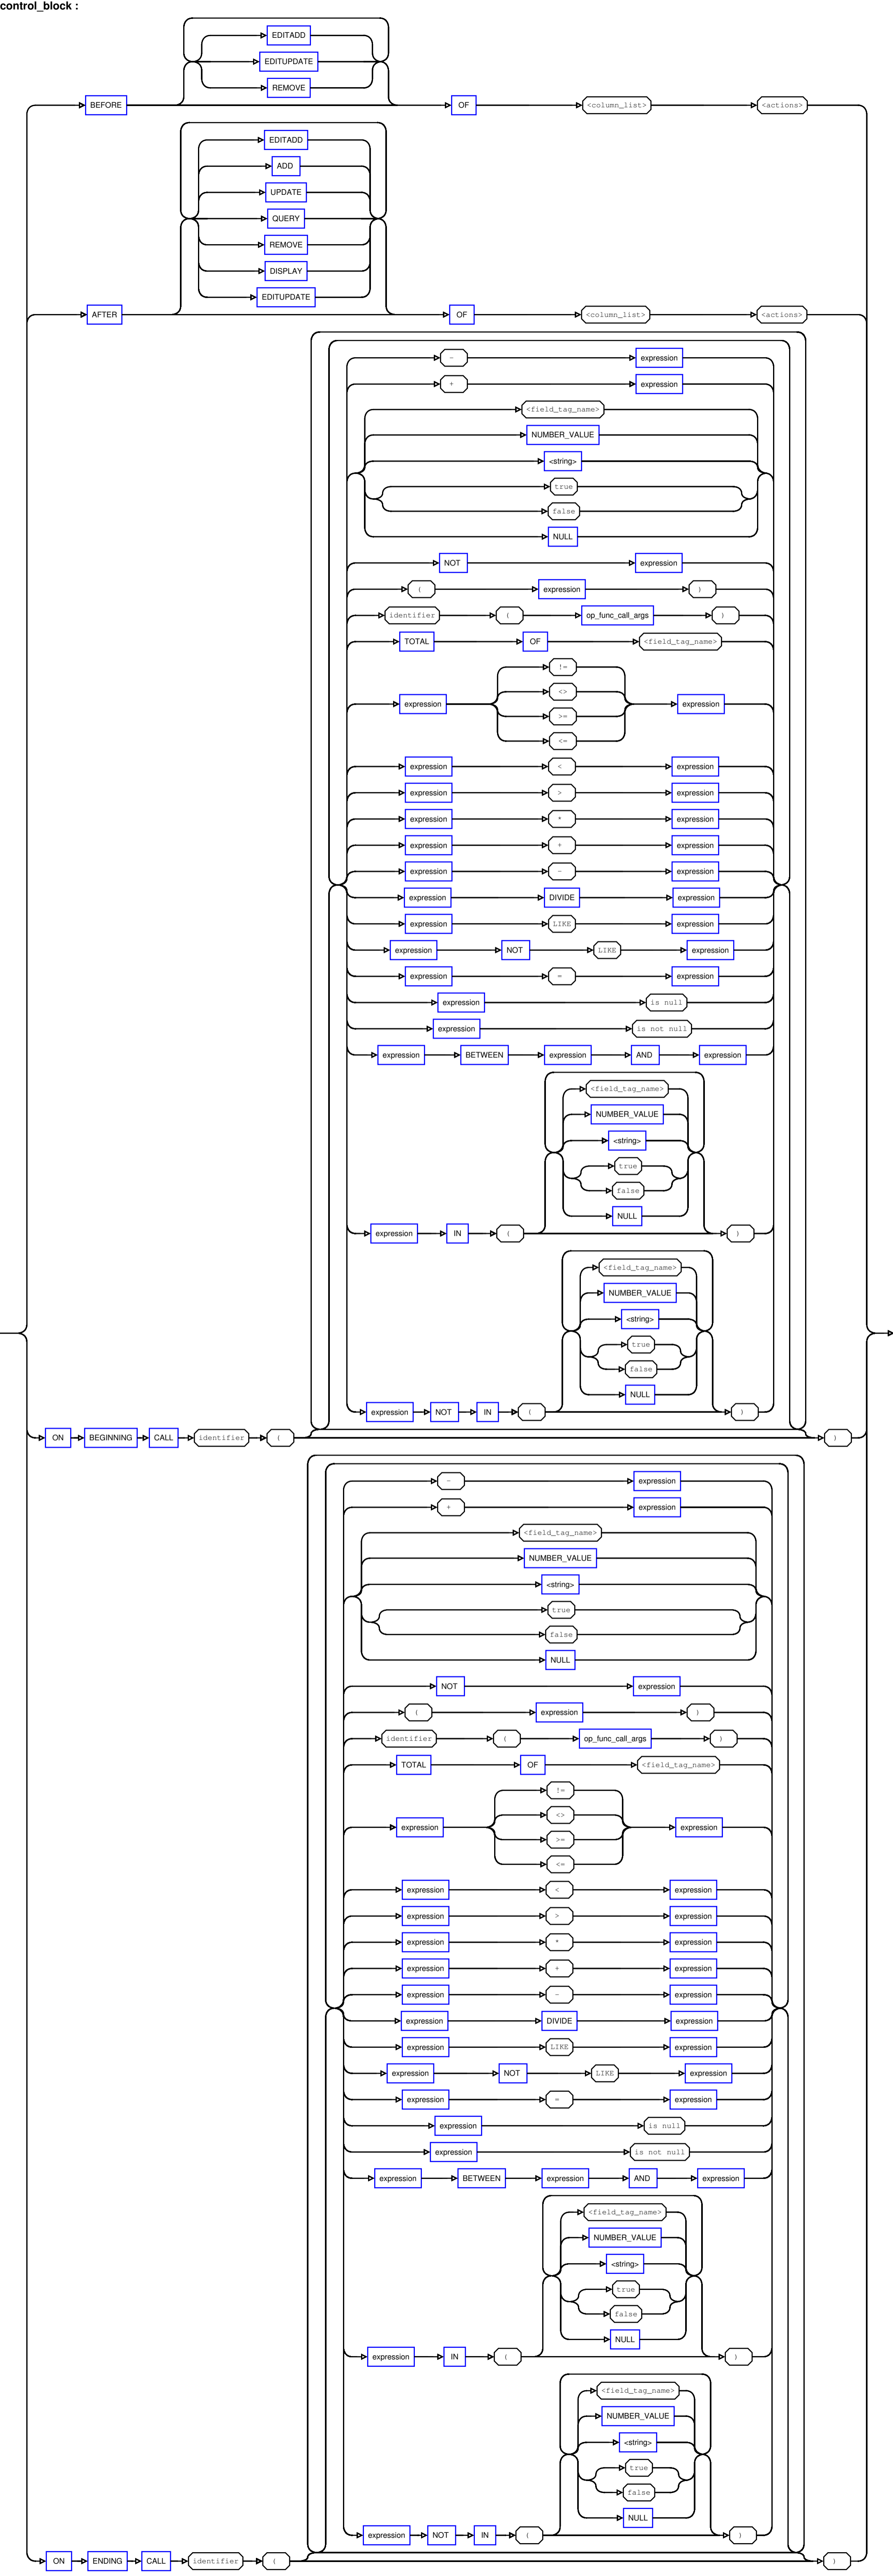 control_block :
EDITADD
EDITUPDATE
REMOVE
BEFORE OF <column_list> <actions>
EDITADD
ADD
UPDATE
QUERY
REMOVE
DISPLAY
EDITUPDATE
AFTER OF <column_list> <actions>
- expression
+ expression
<field_tag_name>
NUMBER_VALUE
<string>
true
false
NULL
NOT expression
( expression )
identifier ( op_func_call_args )
TOTAL OF <field_tag_name>
!=
<>
expression expression
>=
<=
expression < expression
expression > expression
expression * expression
expression + expression
expression - expression
expression DIVIDE expression
expression LIKE expression
expression NOT LIKE expression
expression = expression
expression is null
expression is not null
expression BETWEEN expression AND expression
<field_tag_name>
NUMBER_VALUE
<string>
true
false
NULL
expression IN ( )
<field_tag_name>
NUMBER_VALUE
<string>
true
false
NULL
expression NOT IN ( )
ON BEGINNING CALL identifier ( )
- expression
+ expression
<field_tag_name>
NUMBER_VALUE
<string>
true
false
NULL
NOT expression
( expression )
identifier ( op_func_call_args )
TOTAL OF <field_tag_name>
!=
<>
expression expression
>=
<=
expression < expression
expression > expression
expression * expression
expression + expression
expression - expression
expression DIVIDE expression
expression LIKE expression
expression NOT LIKE expression
expression = expression
expression is null
expression is not null
expression BETWEEN expression AND expression
<field_tag_name>
NUMBER_VALUE
<string>
true
false
NULL
expression IN ( )
<field_tag_name>
NUMBER_VALUE
<string>
true
false
NULL
expression NOT IN ( )
ON ENDING CALL identifier ( )